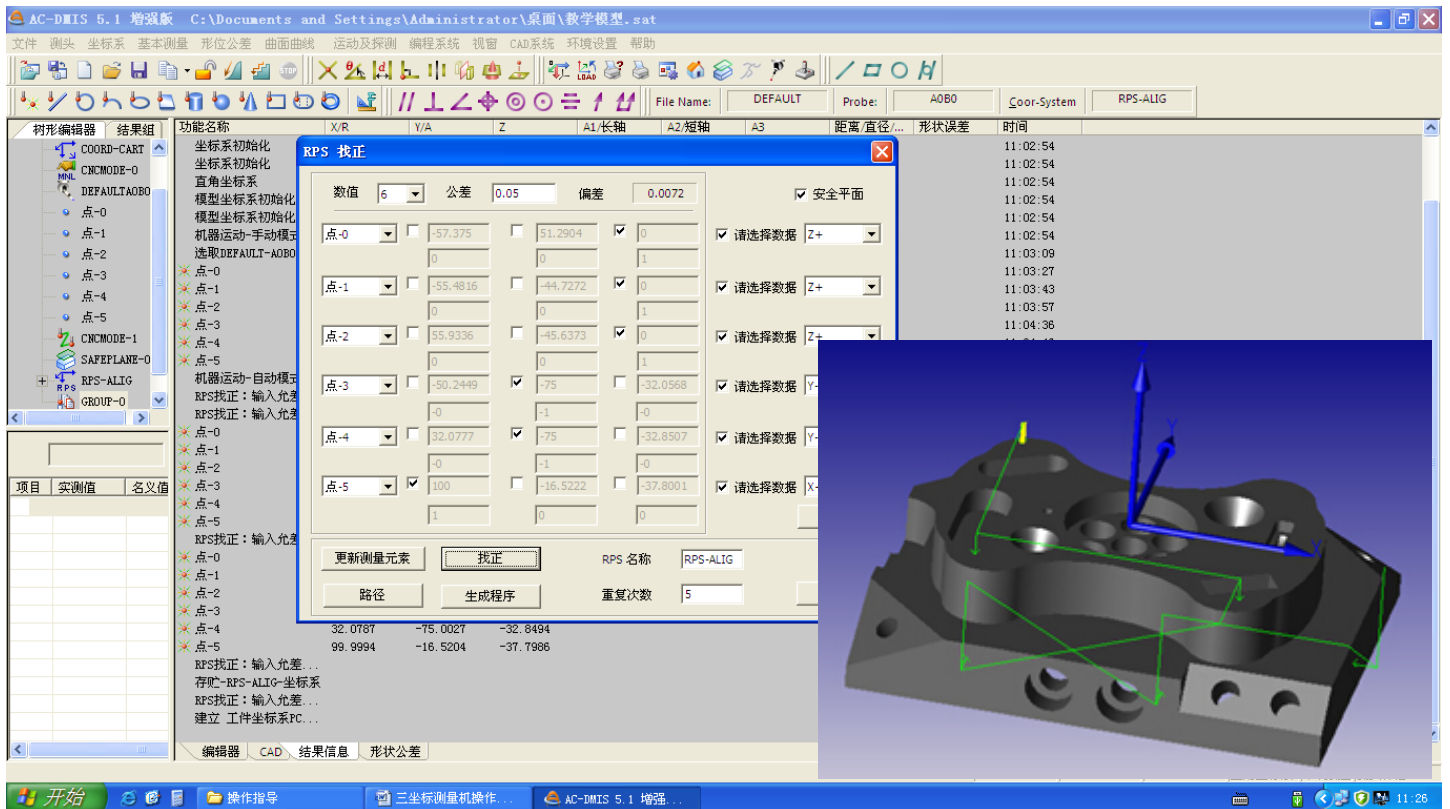 AC-DMIS 5.1 增强版 C:\Documents and Settings\Administrator\桌面\教学模型.sat
文件 测头 坐标系 基本测量 形位公差 曲面曲线 运动及探测 编程系统 视窗 CAD系统 环境设置 帮助
STOP
LOAD
File Name: DEFAULT Probe: A0B0 Coor-System RPS-ALIG
树形编辑器 结果组
COORD-CART
MNL CNCMODE-0
DEFAULTAOBO
点-0
点-1
点-2
点-3
点-4
点-5
CNCMODE-1
SAFEPLANE-0
RPS RPS-ALIG
GROUP-0
项目 实测值 名义值
功能名称 X/R Y/A Z A1/长轴 A2/短轴 A3 距离/直径/... 形状误差 时间
坐标系初始化 11:02:54
坐标系初始化 11:02:54
直角坐标系 11:02:54
模型坐标系初始化 11:02:54
模型坐标系初始化 11:02:54
机器运动-手动模式 11:02:54
选取DEFAULT-AOBO 11:03:09
点-0 11:03:27
点-1 11:03:43
点-2 11:03:57
点-3 11:04:36
点-4
点-5
机器运动-自动模式
RPS找正：输入允差
RPS找正：输入允差
点-0
点-1
点-2
点-3
点-4
点-5
RPS找正：输入允差
点-0
点-1
点-2
点-3
点-4 32.0787 -75.0027 -32.8494
点-5 99.9994 -16.5204 -37.7986
RPS找正：输入允差...
存贮-RPS-ALIG-坐标系
RPS找正：输入允差...
建立 工件坐标系PC...
RPS 找正
数值 6 公差 0.05 偏差 0.0072 安全平面
点-0 -57.375 51.2904 0 请选择数据 Z+
0 0 1
点-1 -55.4816 -44.7272 0 请选择数据 Z+
0 0 1
点-2 55.9336 -45.6373 0 请选择数据 Z+
0 0 1
点-3 -50.2449 -75 -32.0568 请选择数据 Y-
-0 -1 -0
点-4 32.0777 -75 -32.8507 请选择数据 Y-
-0 -1 -0
点-5 100 -16.5222 -37.8001 请选择数据 X-
1 0 0
更新测量元素 找正 RPS 名称 RPS-ALIG
路径 生成程序 重复次数 5
Y
编辑器 CAD 结果信息 形状公差
开始 操作指导 三坐标测量机操作... AC-DMIS 5.1 增强... 11:26